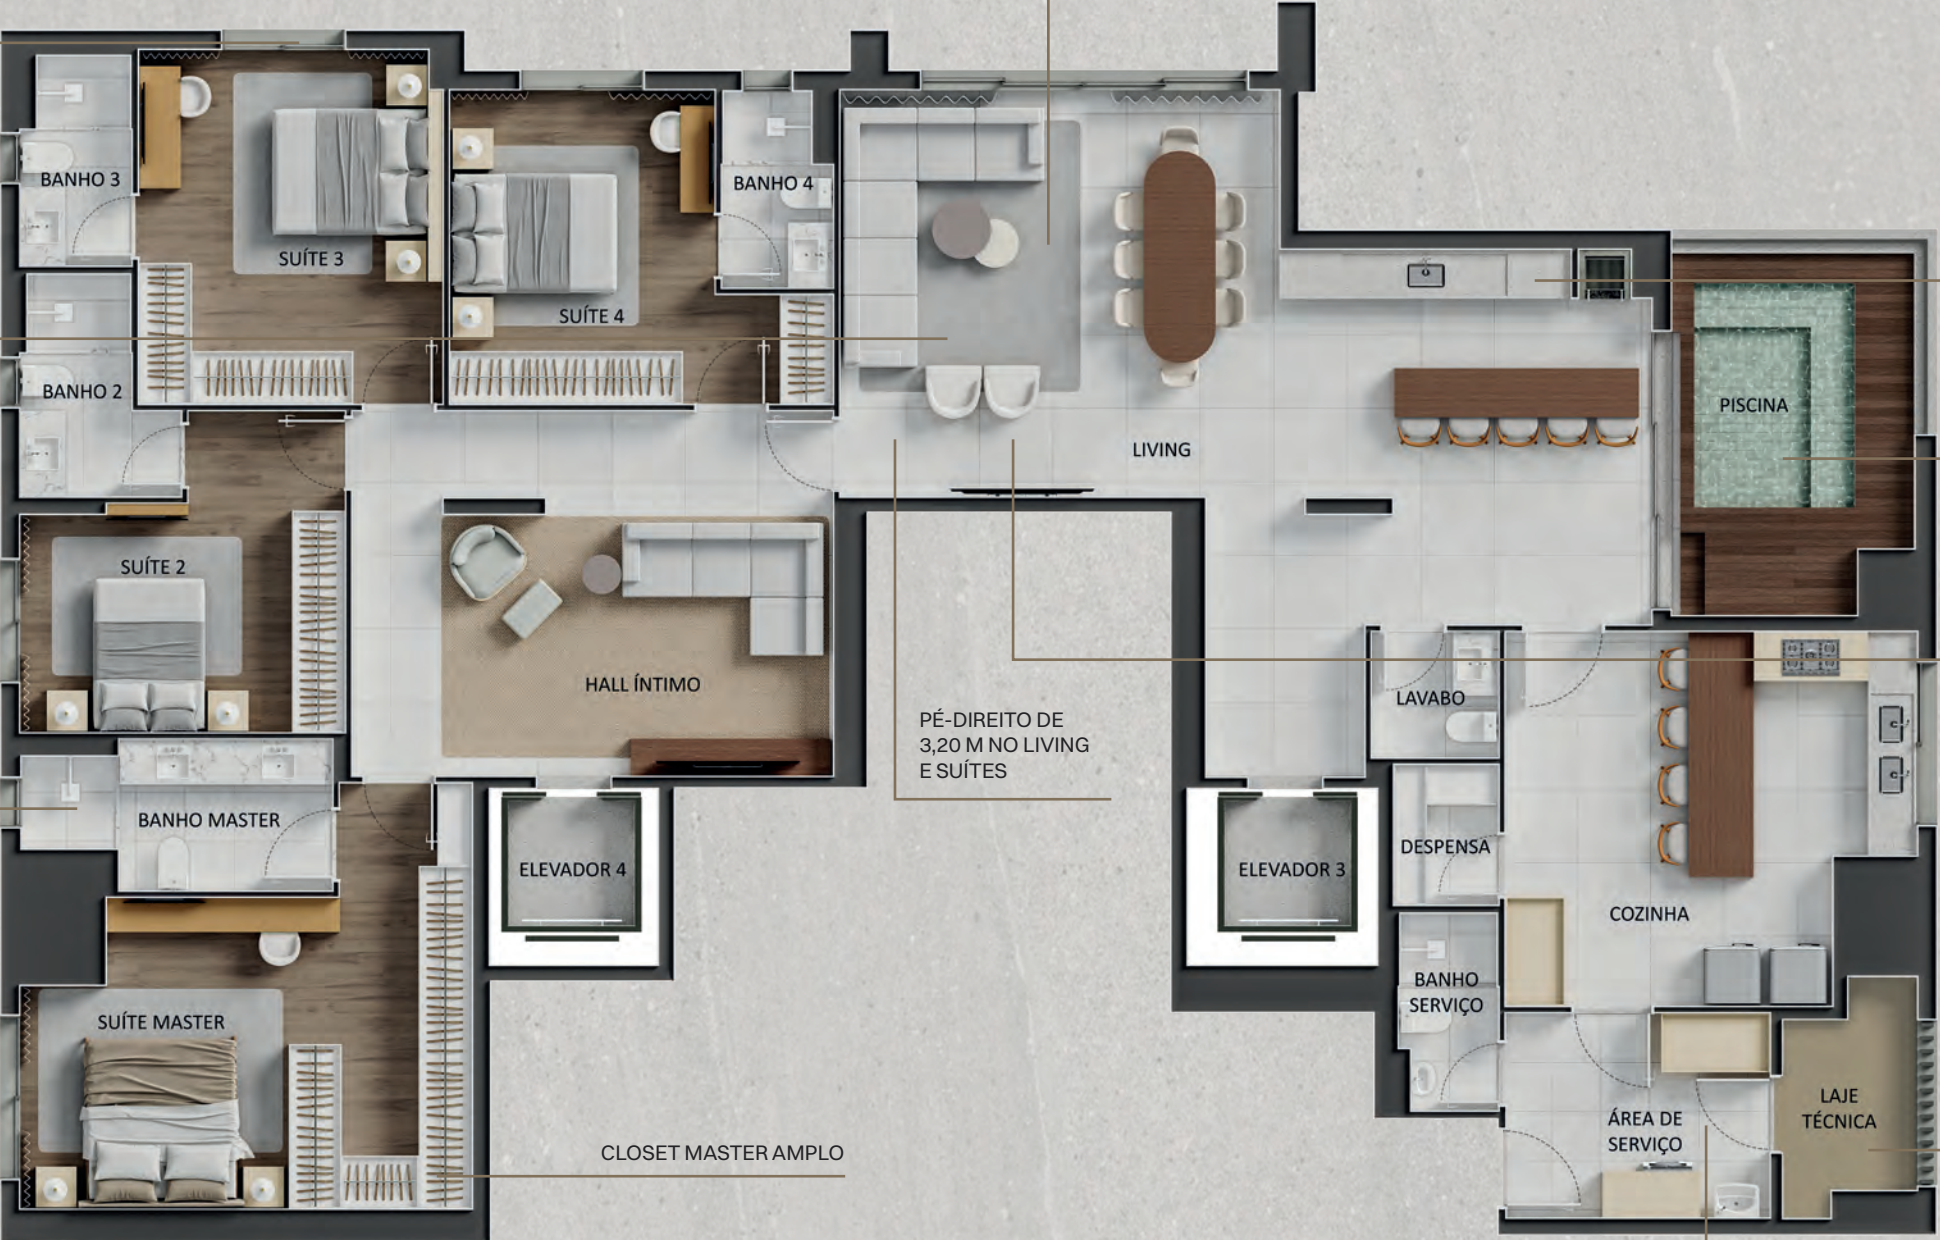 BANHO 3
BANHO 4
SUÍTE 3
SUÍTE 4
BANHO 2
PISCINA
LIVING
SUÍTE 2
HALL ÍNTIMO
LAVABO
PÉ-DIREITO DE
3,20 M NO LIVING
E SUÍTES
BANHO MASTER
DESPENSA
ELEVADOR 4
ELEVADOR 3
COZINHA
BANHO
SERVIÇO
SUÍTE MASTER
LAJE
TÉCNICA
ÁREA DE
SERVIÇO
CLOSET MASTER AMPLO